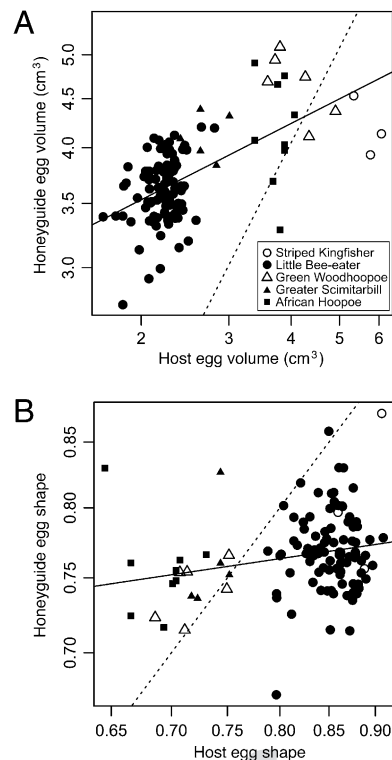 A
Honeyguide egg volume (cm³)
5.0
4.5
4.0
3.5
3.0
Striped Kingfisher
Little Bee-eater
Green Woodhoopoe
Greater Scimitarbill
African Hoopoe
2 3 4 5 6
Host egg volume (cm³)
B
Honeyguide egg shape
0.85
0.80
0.75
0.70
0.65 0.70 0.75 0.80 0.85 0.90
Host egg shape